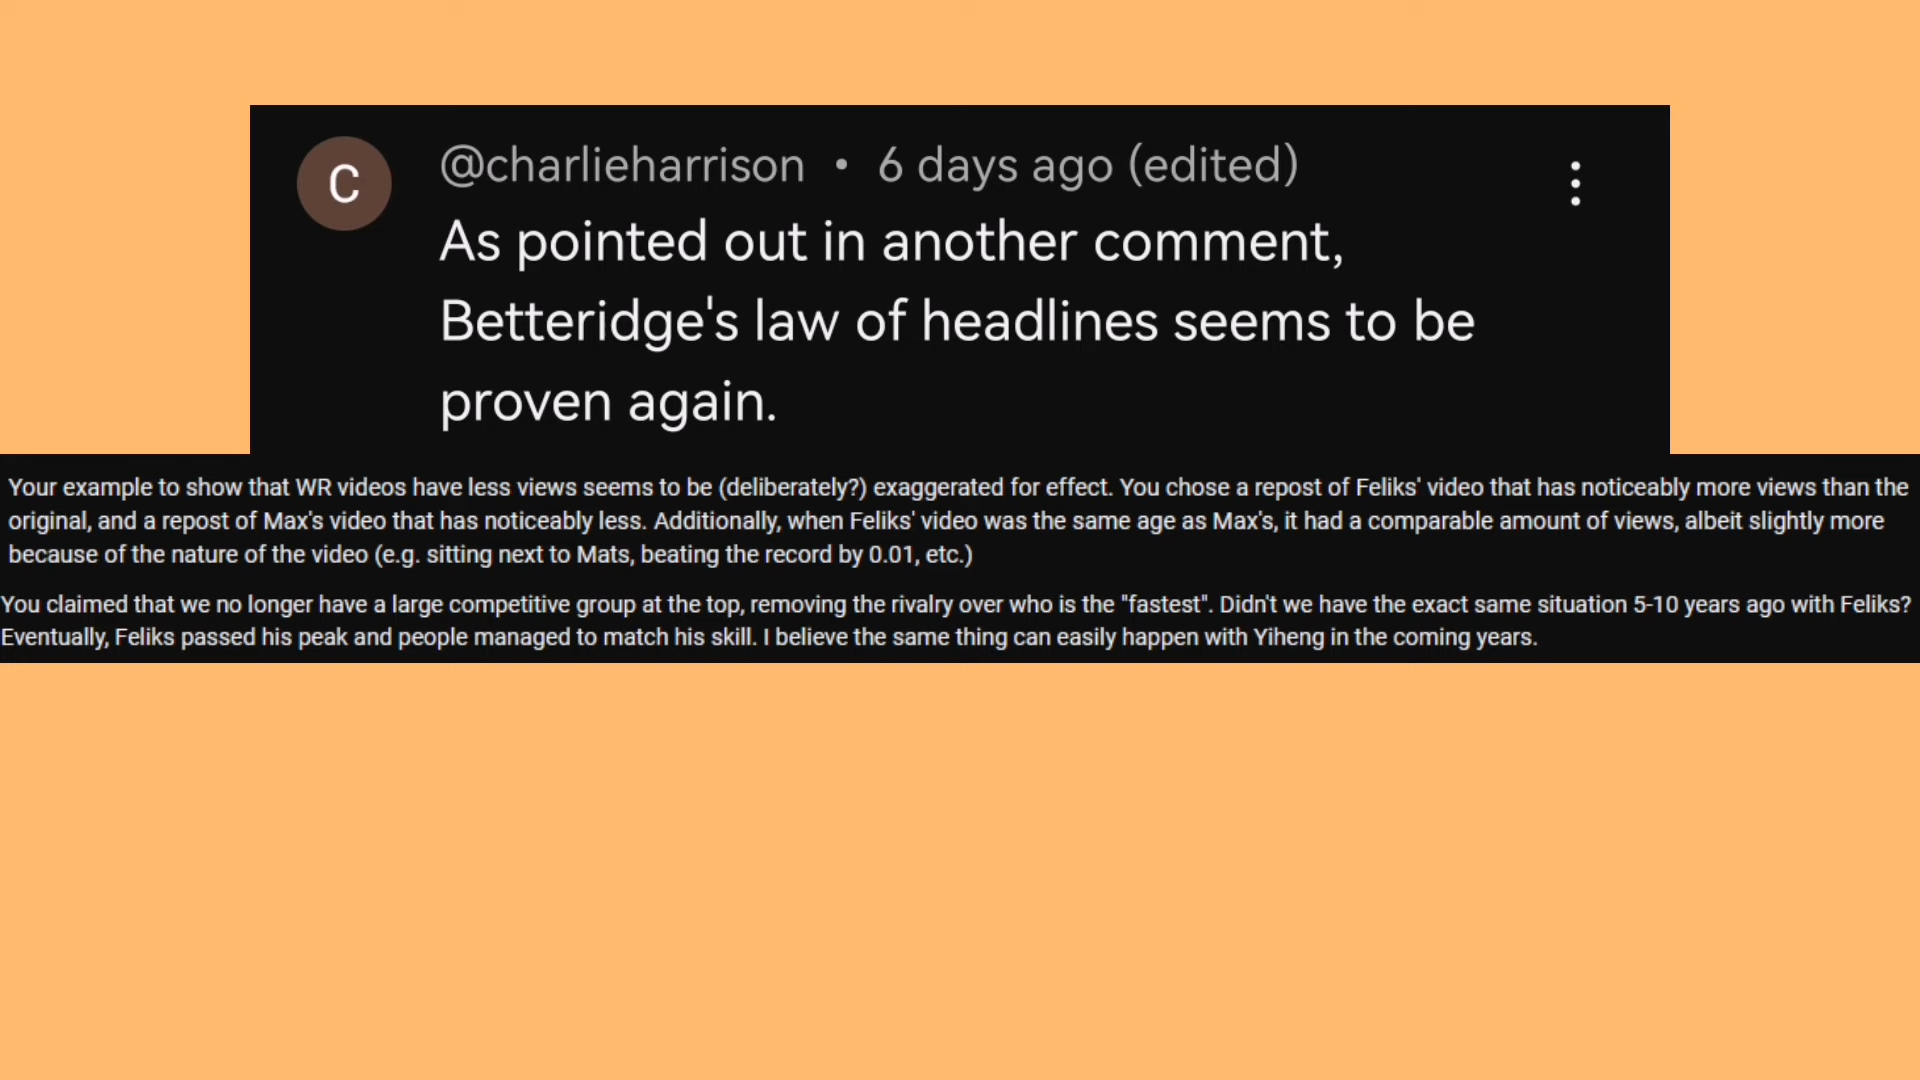 C
@charlieharrison • 6 days ago (edited)
As pointed out in another comment,
Betteridge's law of headlines seems to be
proven again.
Your example to show that WR videos have less views seems to be (deliberately?) exaggerated for effect. You chose a repost of Feliks' video that has noticeably more views than the
original, and a repost of Max's video that has noticeably less. Additionally, when Feliks' video was the same age as Max's, it had a comparable amount of views, albeit slightly more
because of the nature of the video (e.g. sitting next to Mats, beating the record by 0.01, etc.)
You claimed that we no longer have a large competitive group at the top, removing the rivalry over who is the "fastest". Didn't we have the exact same situation 5-10 years ago with Feliks?
Eventually, Feliks passed his peak and people managed to match his skill. I believe the same thing can easily happen with Yiheng in the coming years.